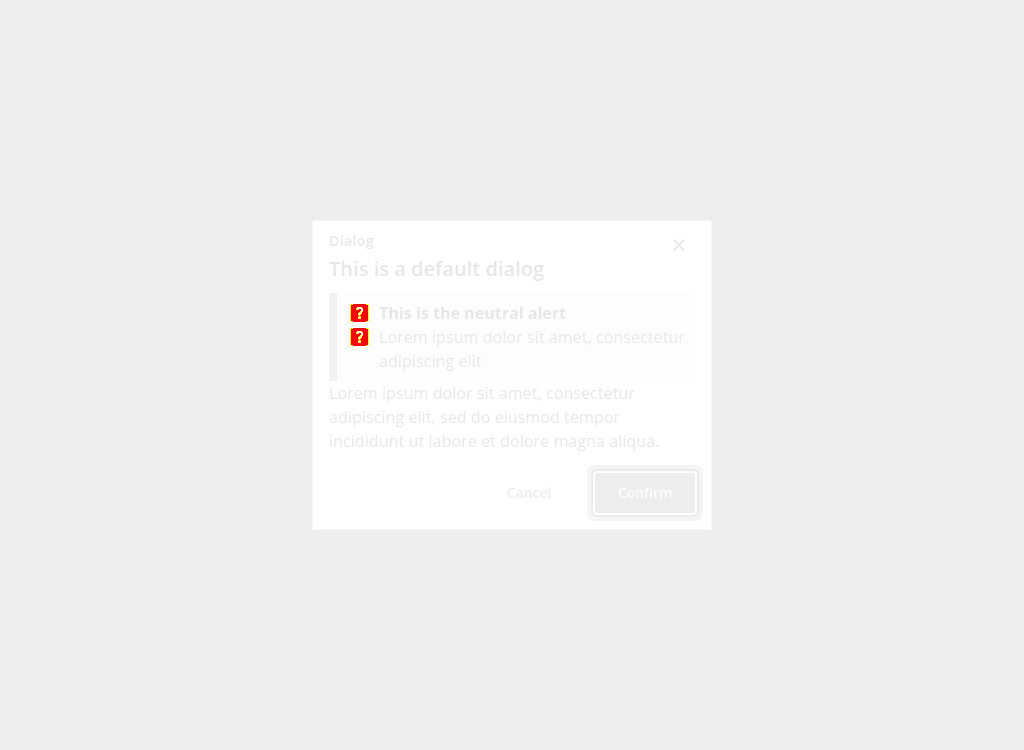 Dialog
This is a default dialog
? This is the neutral alert
? Lorem ipsum dolor sit amet, consectetur
adipiscing elit
Lorem ipsum dolor sit amet, consectetur
adipiscing elit, sed do eiusmod tempor
incididunt ut labore et dolore magna aliqua.
Cancel Confirm